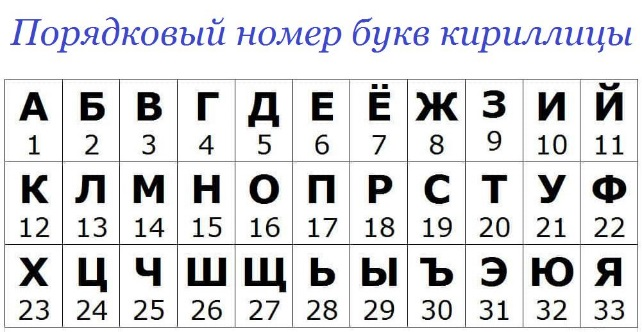 Порядковый номер букв кириллицы
А Б В Г Д Е Ё Ж З И Й
1 2 3 4 5 6 7 8 9 10 11
К Л М Н О П Р С Т У Ф
12 13 14 15 16 17 18 19 20 21 22
Х Ц Ч Ш Щ Ь Ы Ъ Э Ю Я
23 24 25 26 27 28 29 30 31 32 33